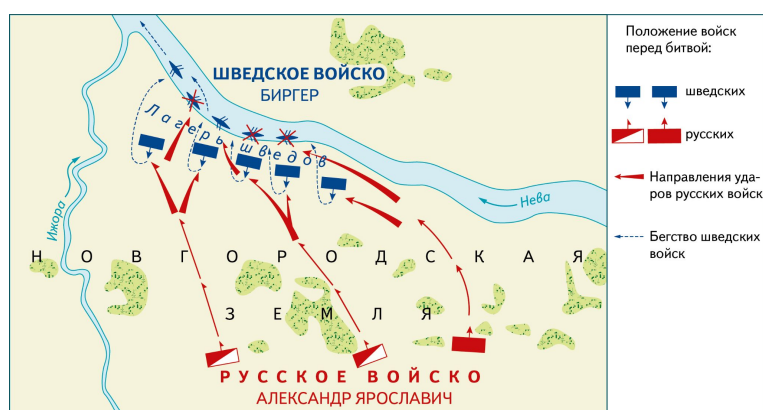 ШВЕДСКОЕ ВОЙСКО
БИРГЕР
Лагерь шведов
Ижора
Нева
НОВГОРОДСКАЯ
ЗЕМЛЯ
РУССКОЕ ВОЙСКО
АЛЕКСАНДР ЯРОСЛАВИЧ
Положение войск
перед битвой:
шведских
русских
Направления уда-
ров русских войск
Бегство шведских
войск